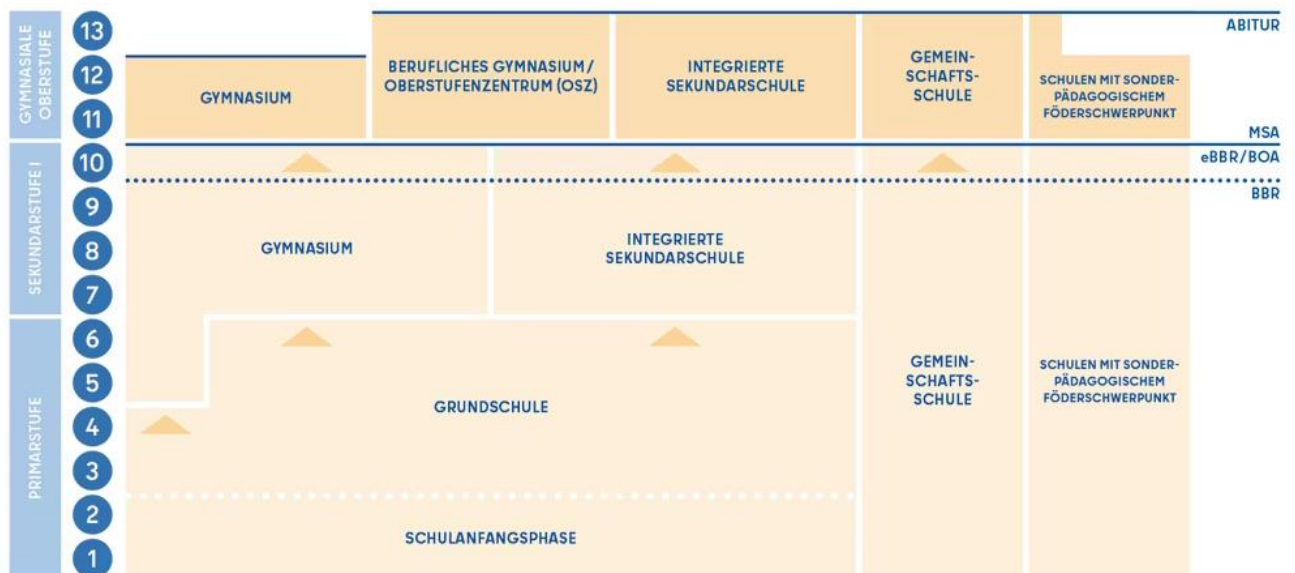 GYMNASIALE
OBERSTUFE
13
12
11
GYMNASIUM
BERUFLICHES GYMNASIUM /
OBERSTUFENZENTRUM (OSZ)
INTEGRIERTE
SEKUNDARSCHULE
GEMEIN-
SCHAFTS-
SCHULE
SCHULEN MIT SONDER-
PÄDAGOGISCHEM
FÖDERSCHWERPUNKT
ABITUR
MSA
SEKUNDARSTUFE I
10
9
8
7
eBBR/BOA
BBR
GYMNASIUM
INTEGRIERTE
SEKUNDARSCHULE
PRIMARSTUFE
6
5
4
3
2
1
GRUNDSCHULE
SCHULANFANGSPHASE
GEMEIN-
SCHAFTS-
SCHULE
SCHULEN MIT SONDER-
PÄDAGOGISCHEM
FÖDERSCHWERPUNKT